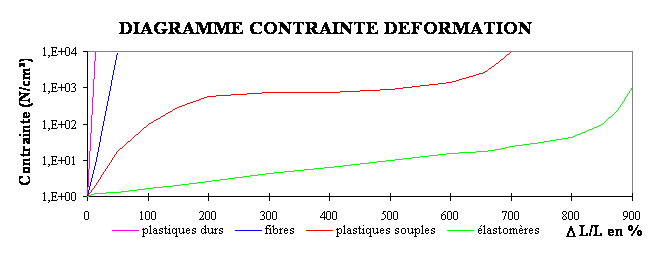 DIAGRAMME CONTRAINTE DEFORMATION
Contrainte (N/cm²)
1,E+04
1,E+03
1,E+02
1,E+01
1,E+00
0 100 200 300 400 500 600 700 800 900
plastiques durs fibres plastiques souples élastomères
Δ L/L en %